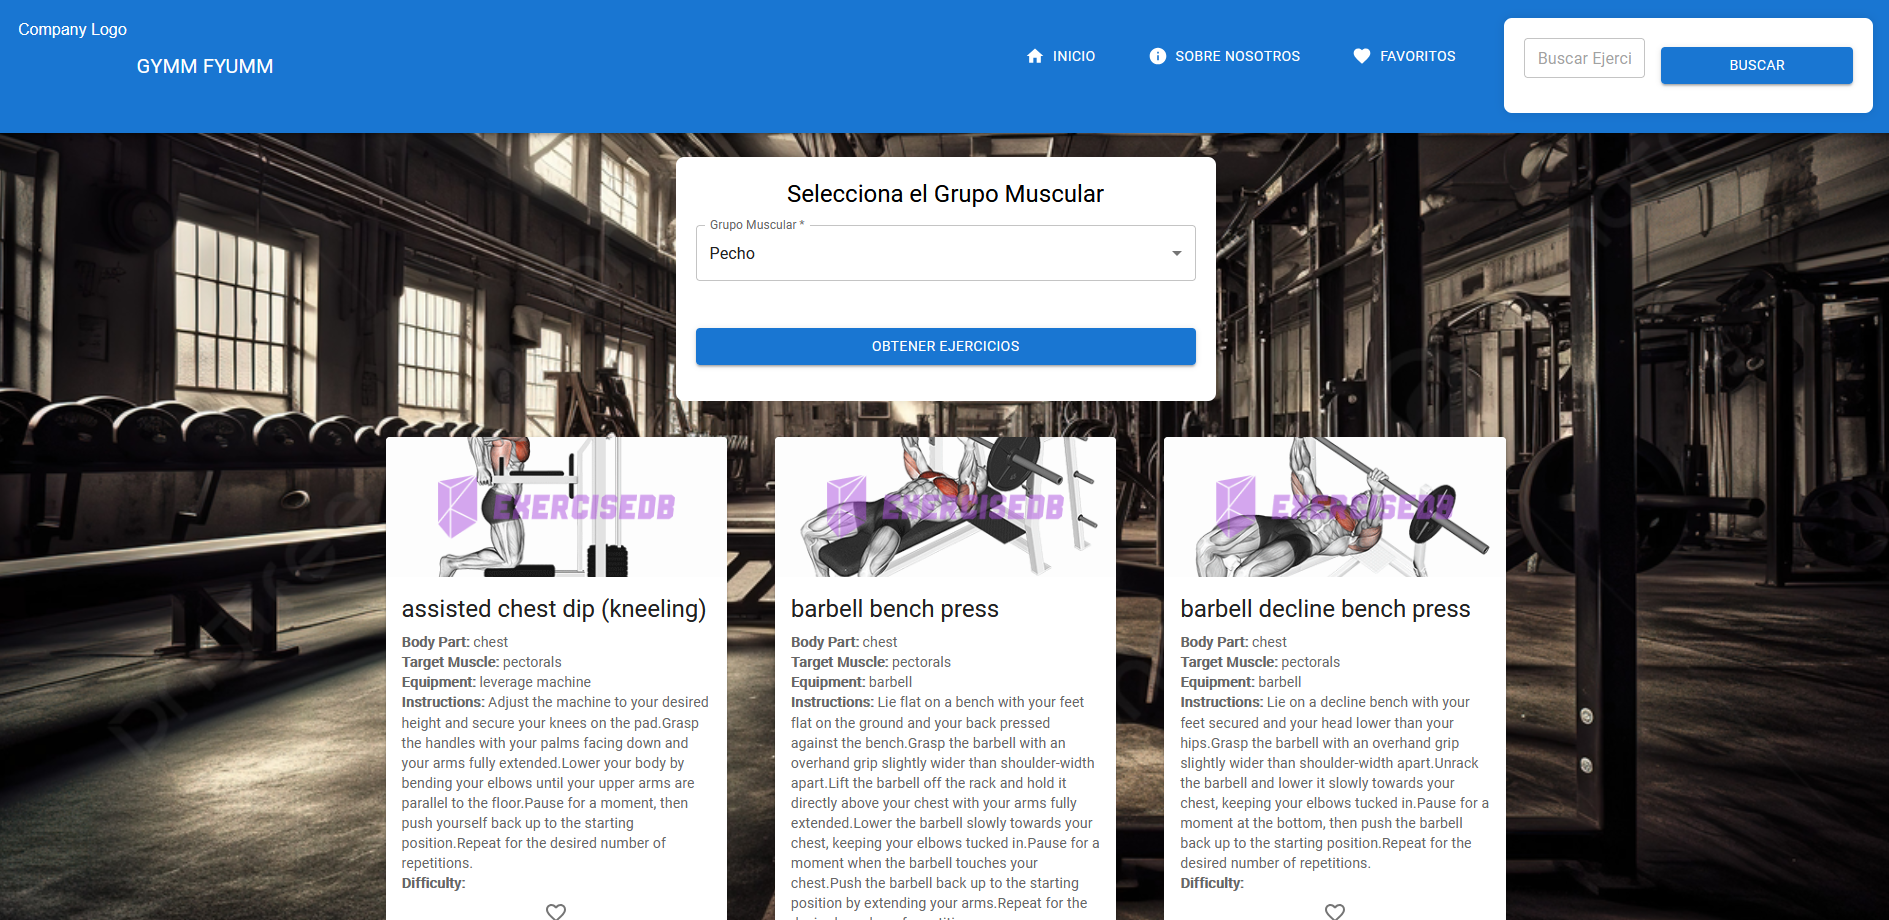 Company Logo
GYMM FYUMM
INICIO
SOBRE NOSOTROS
FAVORITOS
Buscar Ejerci
BUSCAR
Selecciona el Grupo Muscular
Grupo Muscular *
Pecho
OBTENER EJERCICIOS
EXERCISEDB
assisted chest dip (kneeling)
Body Part: chest
Target Muscle: pectorals
Equipment: leverage machine
Instructions: Adjust the machine to your desired
height and secure your knees on the pad.Grasp
the handles with your palms facing down and
your arms fully extended.Lower your body by
bending your elbows until your upper arms are
parallel to the floor.Pause for a moment, then
push yourself back up to the starting
position.Repeat for the desired number of
repetitions.
Difficulty:
EXERCISEDB
barbell bench press
Body Part: chest
Target Muscle: pectorals
Equipment: barbell
Instructions: Lie flat on a bench with your feet
flat on the ground and your back pressed
against the bench.Grasp the barbell with an
overhand grip slightly wider than shoulder-width
apart.Lift the barbell off the rack and hold it
directly above your chest with your arms fully
extended.Lower the barbell slowly towards your
chest, keeping your elbows tucked in.Pause for a
moment when the barbell touches your
chest.Push the barbell back up to the starting
position by extending your arms.Repeat for the
EXERCISEDB
barbell decline bench press
Body Part: chest
Target Muscle: pectorals
Equipment: barbell
Instructions: Lie on a decline bench with your
feet secured and your head lower than your
hips.Grasp the barbell with an overhand grip
slightly wider than shoulder-width apart.Unrack
the barbell and lower it slowly towards your
chest, keeping your elbows tucked in.Pause for a
moment at the bottom, then push the barbell
back up to the starting position.Repeat for the
desired number of repetitions.
Difficulty: